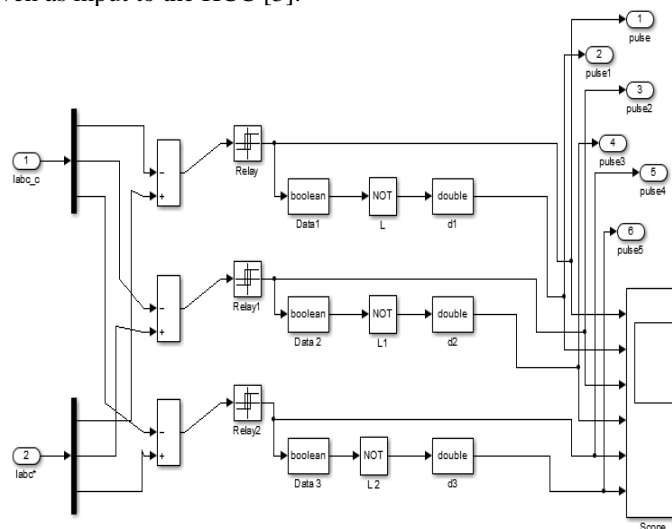 ven as input to the HCC [5].
1
pulse
2
pulse1
3
pulse2
4
pulse3
5
pulse4
6
pulse5
1
Iabc_c
-
+
Relay
boolean
Data1
NOT
L
double
d1
-
+
Relay1
boolean
Data 2
NOT
L1
double
d2
2
Iabc*
-
+
Relay2
boolean
Data 3
NOT
L 2
double
d3
Scope